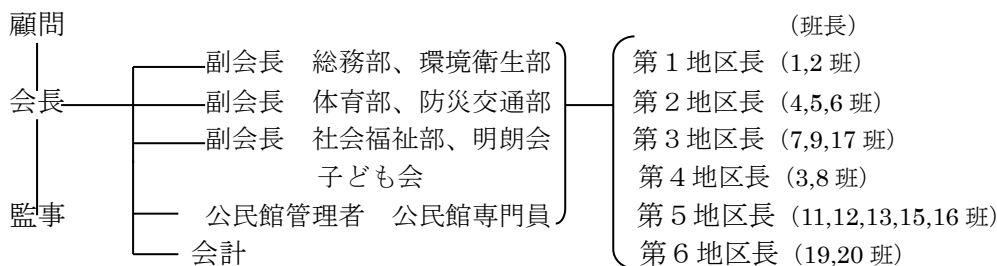 顧問 (班長)
副会長 総務部、環境衛生部 第1地区長 (1,2 班)
会長 副会長 体育部、防災交通部 第2地区長 (4,5,6 班)
副会長 社会福祉部、明朗会 第3地区長 (7,9,17 班)
子ども会 第4地区長 (3,8 班)
監事 公民館管理者 公民館専門員 第5地区長 (11,12,13,15,16 班)
会計 第6地区長 (19,20 班)